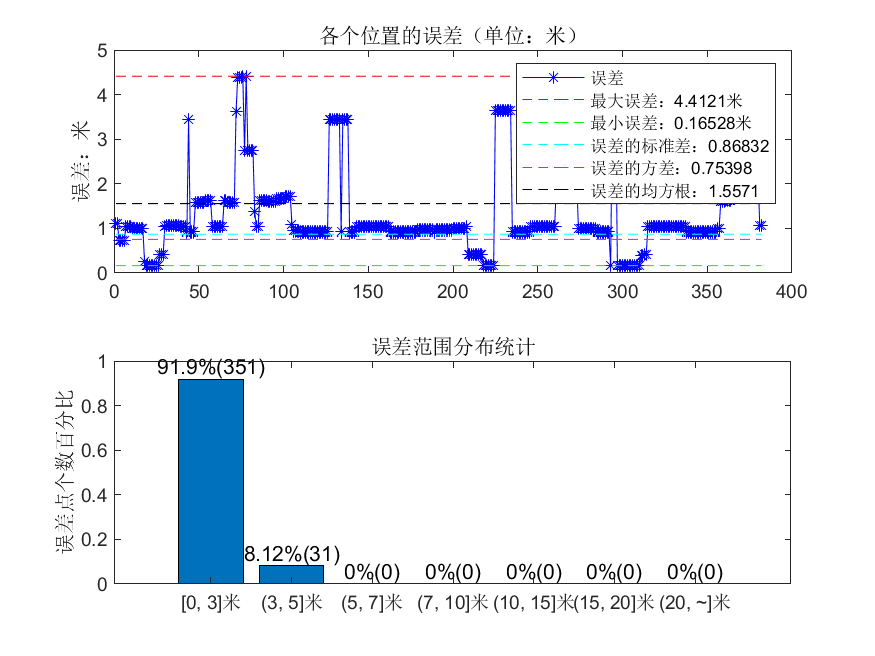 各个位置的误差（单位：米）
误差：米
5
4
3
2
1
0
0 50 100 150 200 250 300 350 400
误差
最大误差：4.4121米
最小误差：0.16528米
误差的标准差：0.86832
误差的方差：0.75398
误差的均方根：1.5571
误差范围分布统计
误差点个数百分比
1
0.8
0.6
0.4
0.2
0
91.9%(351)
8.12%(31)
0%(0) 0%(0) 0%(0) 0%(0) 0%(0)
[0, 3]米 (3, 5]米 (5, 7]米 (7, 10]米 (10, 15]米 (15, 20]米 (20, ~]米